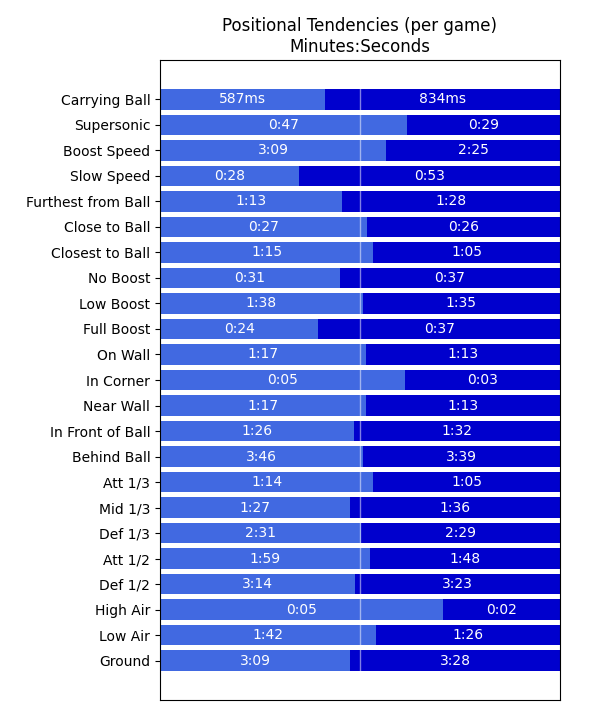 Positional Tendencies (per game)
Minutes:Seconds
Carrying Ball 587ms 834ms
Supersonic 0:47 0:29
Boost Speed 3:09 2:25
Slow Speed 0:28 0:53
Furthest from Ball 1:13 1:28
Close to Ball 0:27 0:26
Closest to Ball 1:15 1:05
No Boost 0:31 0:37
Low Boost 1:38 1:35
Full Boost 0:24 0:37
On Wall 1:17 1:13
In Corner 0:05 0:03
Near Wall 1:17 1:13
In Front of Ball 1:26 1:32
Behind Ball 3:46 3:39
Att 1/3 1:14 1:05
Mid 1/3 1:27 1:36
Def 1/3 2:31 2:29
Att 1/2 1:59 1:48
Def 1/2 3:14 3:23
High Air 0:05 0:02
Low Air 1:42 1:26
Ground 3:09 3:28